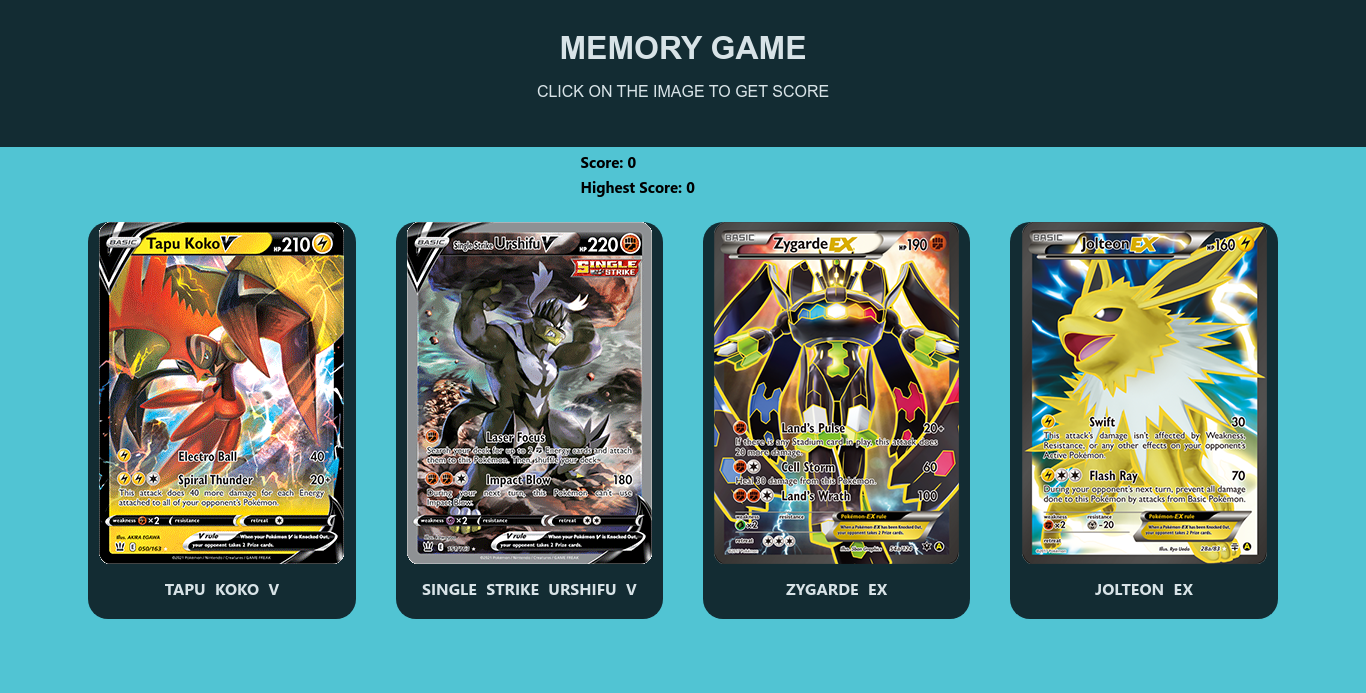 MEMORY GAME
CLICK ON THE IMAGE TO GET SCORE
Score: 0
Highest Score: 0
BASIC Tapu Koko V HP 210
Electro Ball 40
Spiral Thunder 20+
This attack does 40 more damage for each Energy
attached to all of your opponent's Pokémon.
weakness ×2 resistance retreat
Illus. AKIRA EGAWA
050/163
V rule When your Pokémon V is Knocked Out,
your opponent takes 2 Prize cards.
TAPU KOKO V
BASIC Single Strike Urshifu V HP 220
SINGLE
STRIKE
Laser Focus
Search your deck for up to 2 Energy cards and attach
them to this Pokémon. Then, shuffle your deck.
Impact Blow 180
During your next turn, this Pokémon can't use
Impact Blow.
weakness ×2 resistance retreat
V rule When your Pokémon V is Knocked Out,
your opponent takes 2 Prize cards.
SINGLE STRIKE URSHIFU V
BASIC Zygarde EX HP 190
Land's Pulse 20+
If there is any Stadium card in play, this attack does
20 more damage.
Cell Storm 60
Heal 30 damage from this Pokémon.
Land's Wrath 100
weakness resistance
×2
retreat
Pokémon-EX rule
When a Pokémon-EX has been Knocked Out,
your opponent takes 2 Prize cards.
54a/124
ZYGARDE EX
BASIC Jolteon EX HP 160
Swift 30
This attack's damage isn't affected by Weakness,
Resistance, or any other effects on your opponent's
Active Pokémon.
Flash Ray 70
During your opponent's next turn, prevent all damage
done to this Pokémon by attacks from Basic Pokémon.
weakness resistance
×2 -20
retreat
Pokémon-EX rule
When a Pokémon-EX has been Knocked Out,
your opponent takes 2 Prize cards.
Illus. Ryo Ueda
28a/83
JOLTEON EX